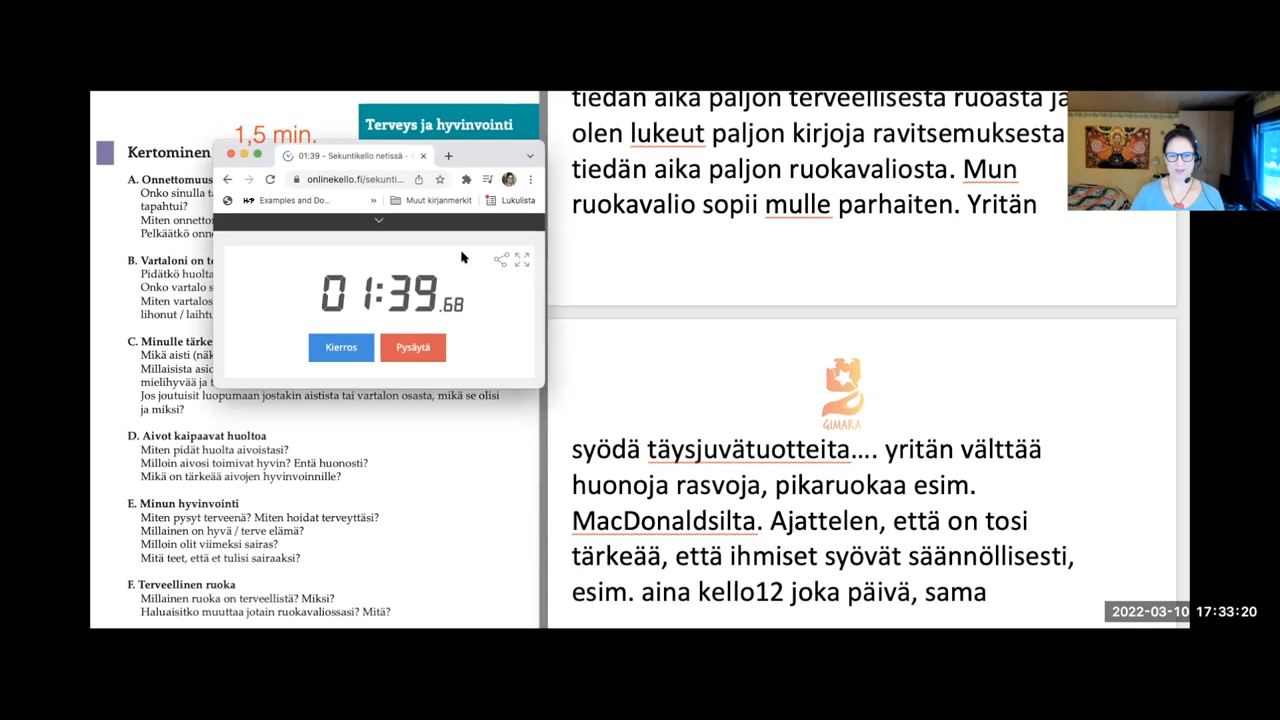 Terveys ja hyvinvointi
1,5 min.
Kertominen
A. Onnettomuus
Onko sinulla
tapahtui?
Miten
Pelkäätkö
B. Vartaloni on
Pidätkö huolta
Onko vartalo
Miten vartalos
lihonut /
C. Minulle
Mikä aisti
Millaisista
mielihyvää ja
Jos joutuisit luopumaan jostakin aistista tai vartalon osasta, mikä se olisi
ja miksi?
D. Aivot kaipaavat huoltoa
Miten pidät huolta aivoistasi?
Milloin aivosi toimivat hyvin? Entä huonosti?
Mikä on tärkeää aivojen hyvinvoinnille?
E. Minun hyvinvointi
Miten pysyt terveenä? Miten hoidat terveyttäsi?
Millainen on hyvä / terve elämä?
Milloin olit viimeksi sairas?
Mitä teet, että et tulisi sairaaksi?
F. Terveellinen ruoka
Millainen ruoka on terveellistä? Miksi?
Haluaisitko muuttaa jotain ruokavaliossasi? Mitä?
01:39 - Sekuntikello netissä -
onlinekello.fi/sekunti...
Examples and Do...
»
Muut kirjanmerkit
Lukulista
01:39.68
Kierros
Pysäytä
tiedän aika paljon terveellisestä ruoasta ja
olen lukeut paljon kirjoja ravitsemuksesta
tiedän aika paljon ruokavaliosta. Mun
ruokavalio sopii mulle parhaiten. Yritän
GIMARA
syödä täysjuvätuotteita…. yritän välttää
huonoja rasvoja, pikaruokaa esim.
MacDonaldsilta. Ajattelen, että on tosi
tärkeää, että ihmiset syövät säännöllisesti,
esim. aina kello12 joka päivä, sama
2022-03-10 17:33:20